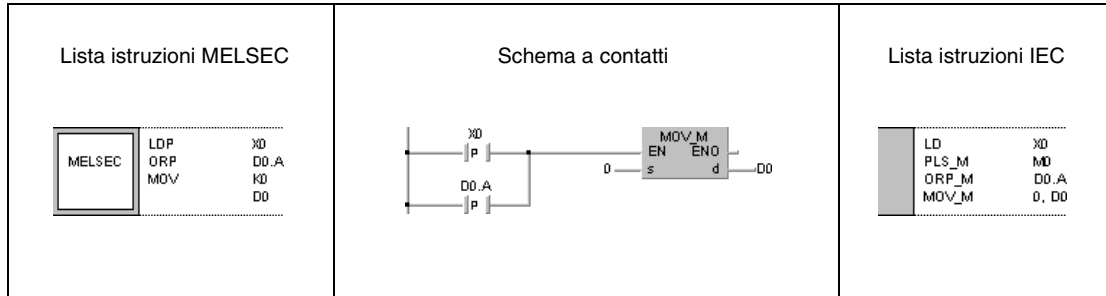 Lista istruzioni MELSEC
Schema a contatti
Lista istruzioni IEC
MELSEC
LDP X0
ORP D0.A
MOV K0
D0
X0
P
D0.A
P
MOV_M
EN ENO
0 s d D0
LD X0
PLS_M M0
ORP_M D0.A
MOV_M 0, D0